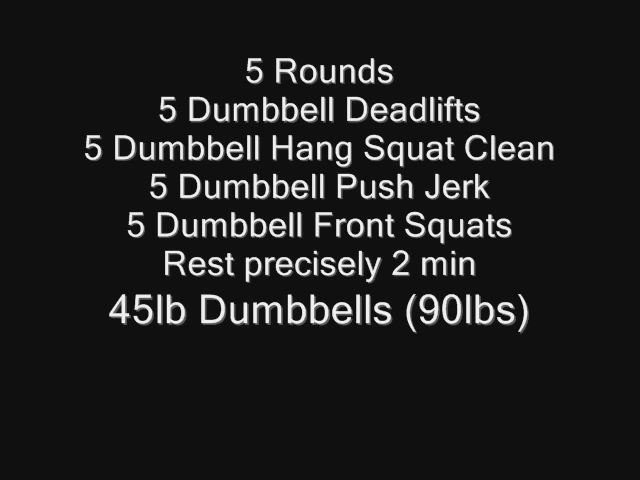 5 Rounds
5 Dumbbell Deadlifts
5 Dumbbell Hang Squat Clean
5 Dumbbell Push Jerk
5 Dumbbell Front Squats
Rest precisely 2 min
45lb Dumbbells (90lbs)